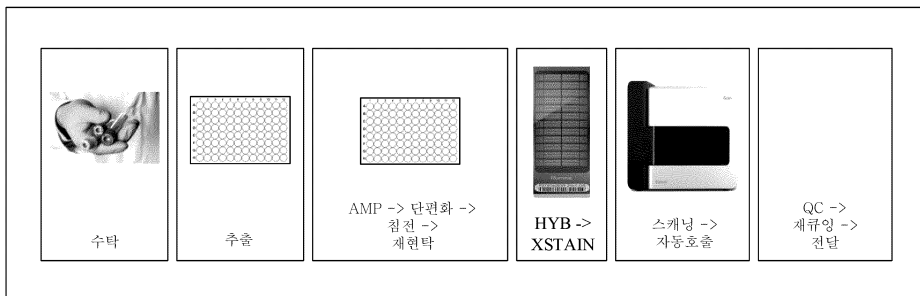 수탁
추출
AMP -> 단편화 ->
침전 ->
재현탁
HYB ->
XSTAIN
스캐닝 ->
자동호출
QC ->
재큐잉 ->
전달